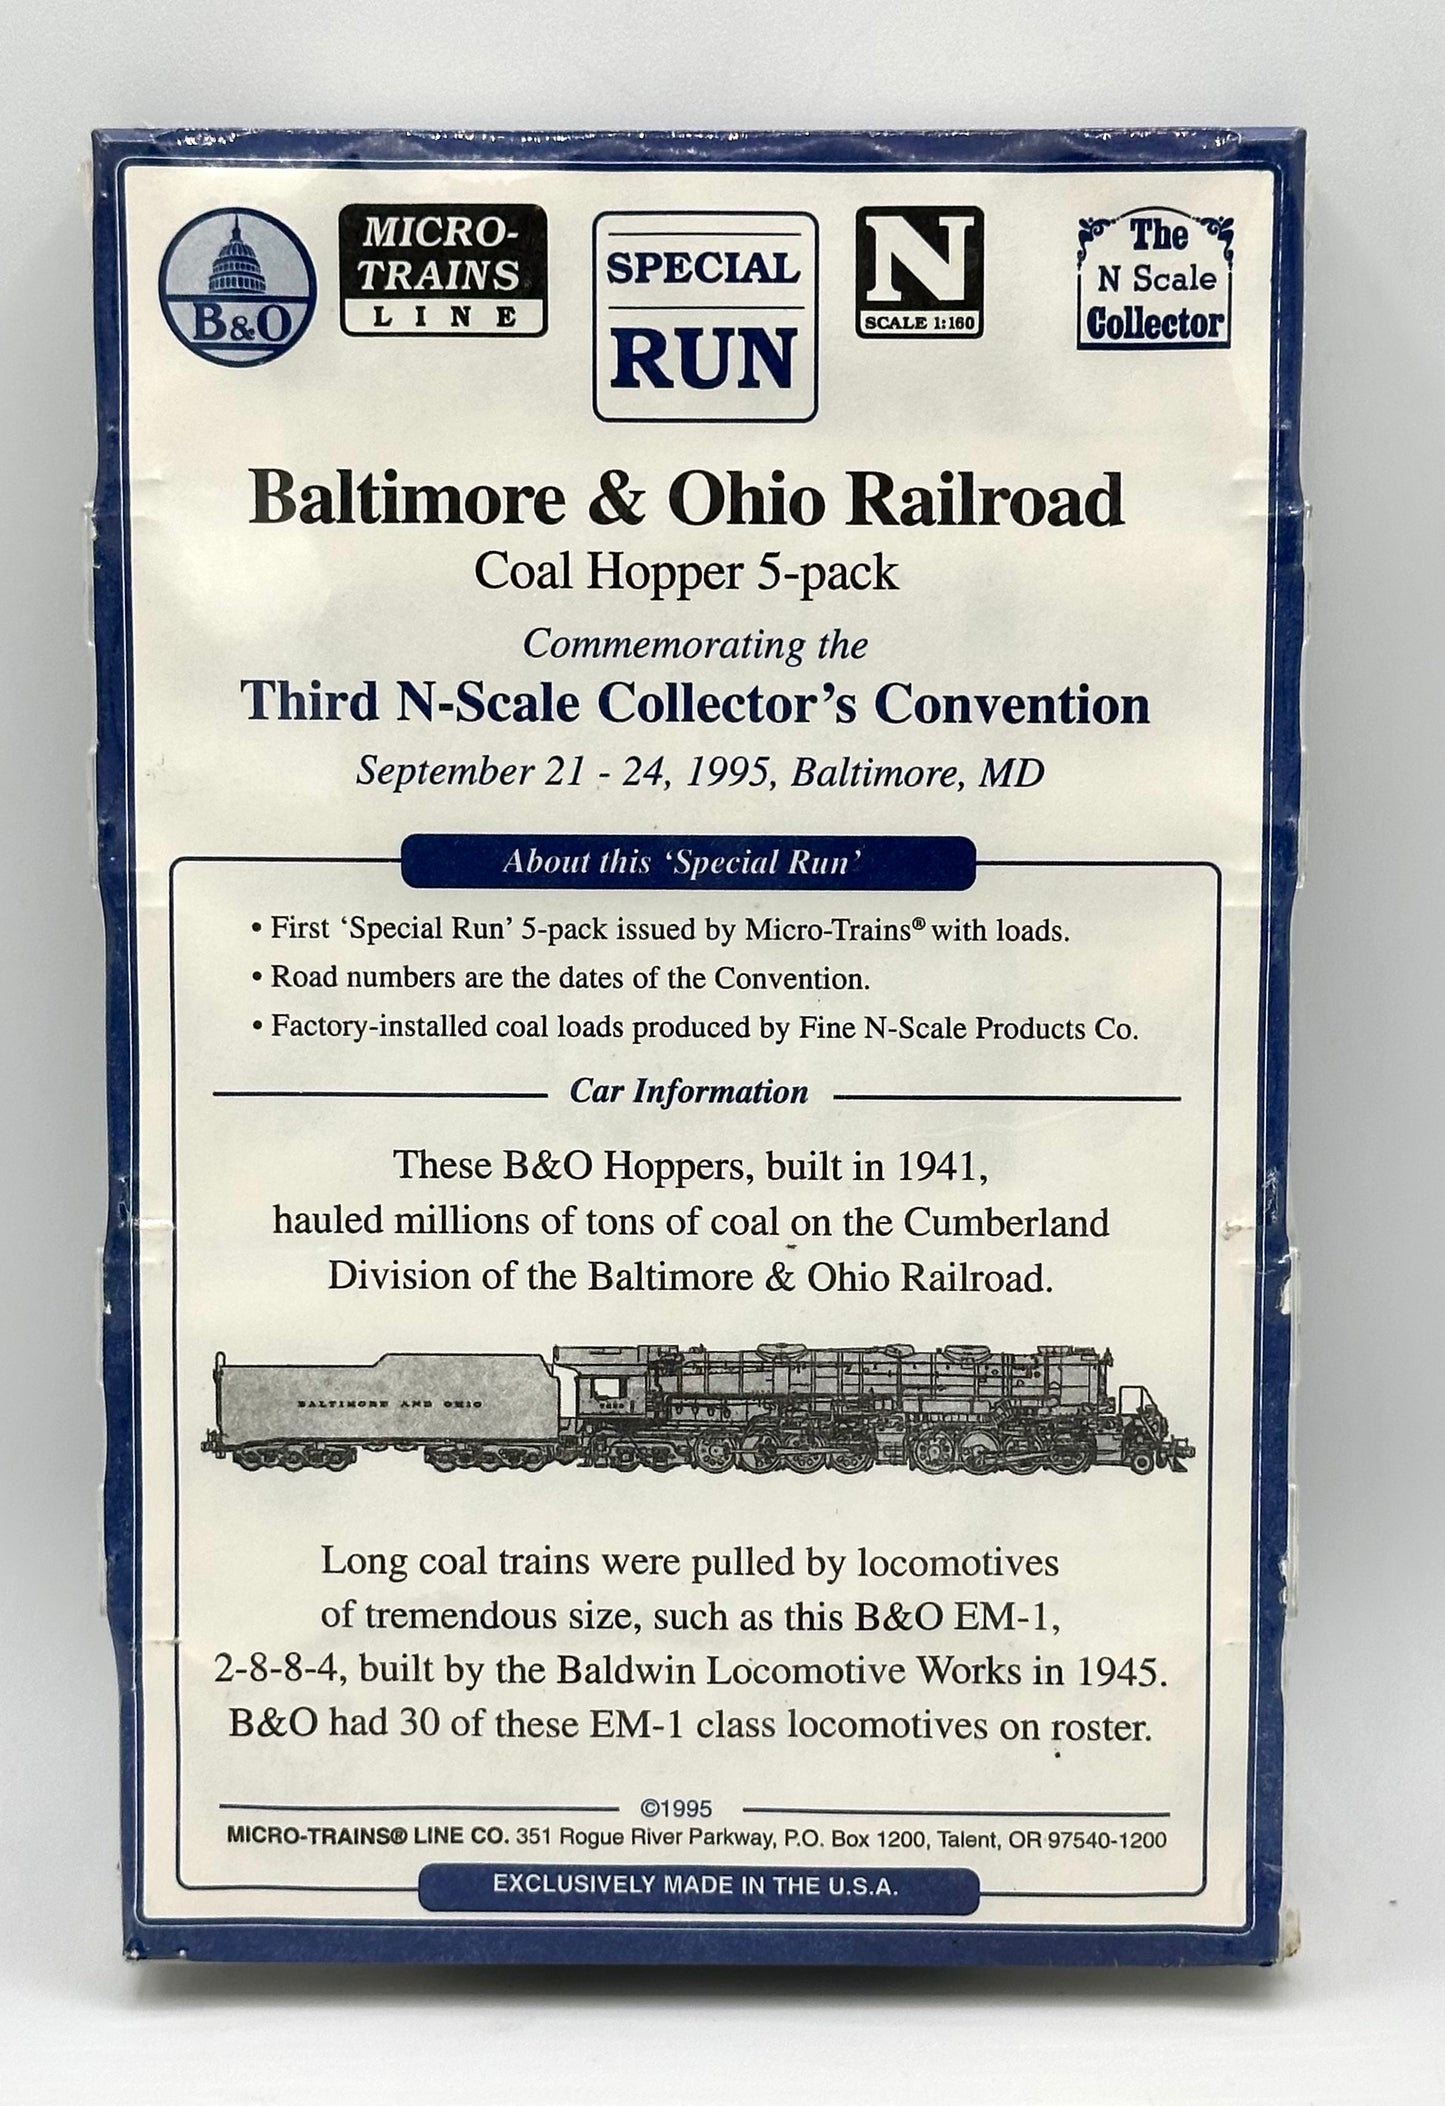 B&O
MICRO-
TRAINS
LINE
SPECIAL
RUN
N
SCALE 1:160
The
N Scale
Collector
Baltimore & Ohio Railroad
Coal Hopper 5-pack
Commemorating the
Third N-Scale Collector's Convention
September 21 - 24, 1995, Baltimore, MD
About this ‘Special Run’
• First ‘Special Run’ 5-pack issued by Micro-Trains® with loads.
• Road numbers are the dates of the Convention.
• Factory-installed coal loads produced by Fine N-Scale Products Co.
Car Information
These B&O Hoppers, built in 1941,
hauled millions of tons of coal on the Cumberland
Division of the Baltimore & Ohio Railroad.
BALTIMORE AND OHIO
Long coal trains were pulled by locomotives
of tremendous size, such as this B&O EM-1,
2-8-8-4, built by the Baldwin Locomotive Works in 1945.
B&O had 30 of these EM-1 class locomotives on roster.
©1995
MICRO-TRAINS® LINE CO. 351 Rogue River Parkway, P.O. Box 1200, Talent, OR 97540-1200
EXCLUSIVELY MADE IN THE U.S.A.